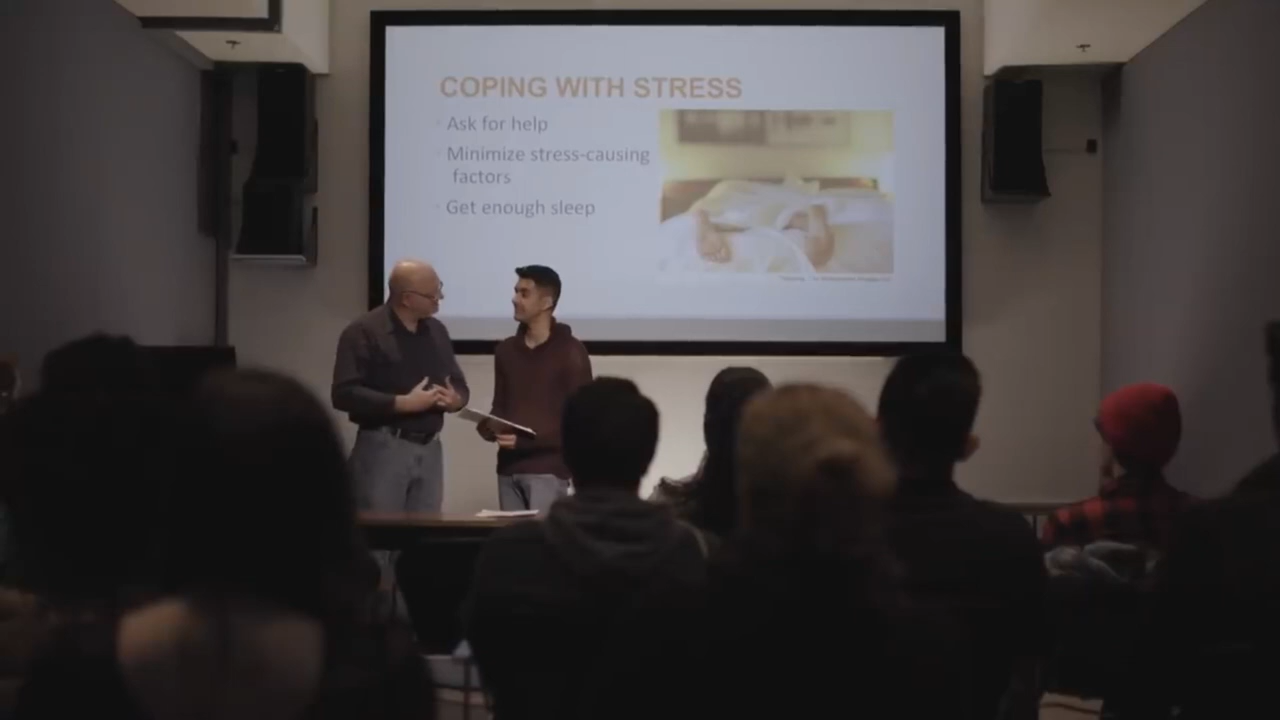 COPING WITH STRESS
Ask for help
Minimize stress-causing
factors
Get enough sleep